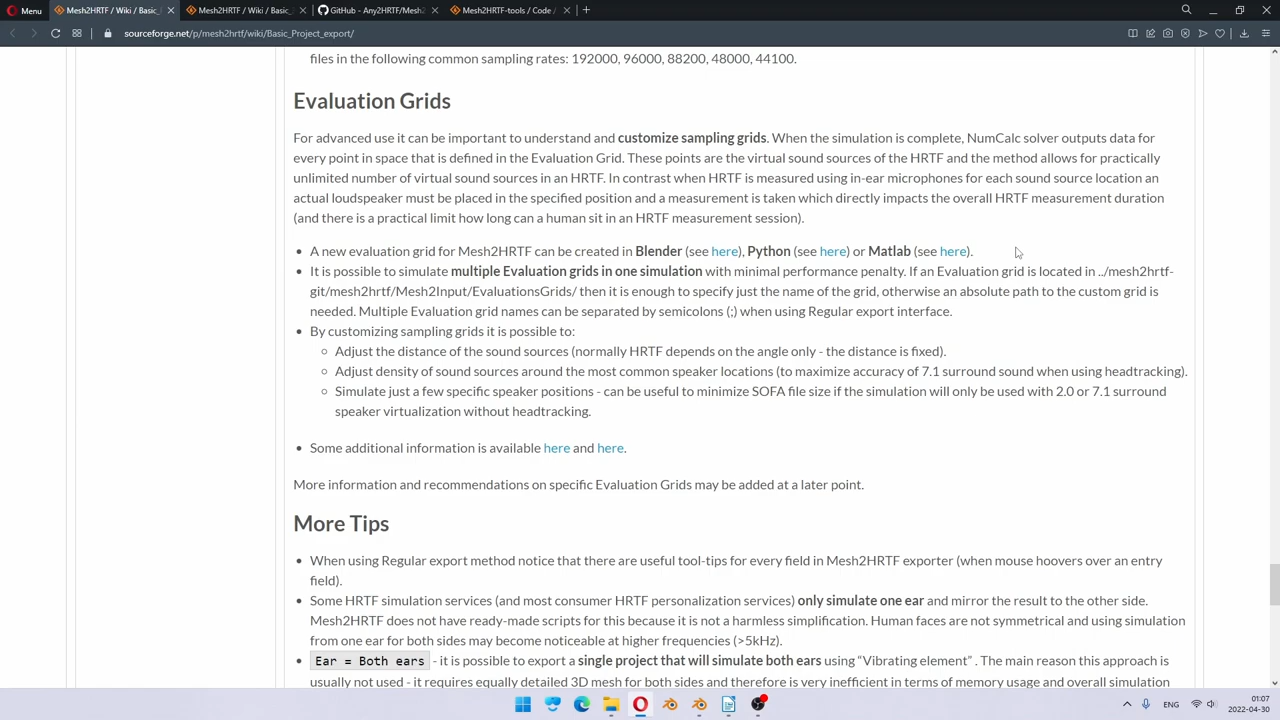 Menu
Mesh2HRTF / Wiki / Basic_
Mesh2HRTF / Wiki / Basic_
GitHub - Any2HRTF/Mesh2
Mesh2HRTF-tools / Code /
sourceforge.net/p/mesh2hrtf/wiki/Basic_Project_export/
files in the following common sampling rates: 192000, 96000, 88200, 48000, 44100.
Evaluation Grids
For advanced use it can be important to understand and customize sampling grids. When the simulation is complete, NumCalc solver outputs data for
every point in space that is defined in the Evaluation Grid. These points are the virtual sound sources of the HRTF and the method allows for practically
unlimited number of virtual sound sources in an HRTF. In contrast when HRTF is measured using in-ear microphones for each sound source location an
actual loudspeaker must be placed in the specified position and a measurement is taken which directly impacts the overall HRTF measurement duration
(and there is a practical limit how long can a human sit in an HRTF measurement session).
• A new evaluation grid for Mesh2HRTF can be created in Blender (see here), Python (see here) or Matlab (see here).
• It is possible to simulate multiple Evaluation grids in one simulation with minimal performance penalty. If an Evaluation grid is located in ../mesh2hrtf-
git/mesh2hrtf/Mesh2Input/EvaluationsGrids/ then it is enough to specify just the name of the grid, otherwise an absolute path to the custom grid is
needed. Multiple Evaluation grid names can be separated by semicolons (;) when using Regular export interface.
• By customizing sampling grids it is possible to:
○ Adjust the distance of the sound sources (normally HRTF depends on the angle only - the distance is fixed).
○ Adjust density of sound sources around the most common speaker locations (to maximize accuracy of 7.1 surround sound when using headtracking).
○ Simulate just a few specific speaker positions - can be useful to minimize SOFA file size if the simulation will only be used with 2.0 or 7.1 surround
speaker virtualization without headtracking.
• Some additional information is available here and here.
More information and recommendations on specific Evaluation Grids may be added at a later point.
More Tips
• When using Regular export method notice that there are useful tool-tips for every field in Mesh2HRTF exporter (when mouse hoovers over an entry
field).
• Some HRTF simulation services (and most consumer HRTF personalization services) only simulate one ear and mirror the result to the other side.
Mesh2HRTF does not have ready-made scripts for this because it is not a harmless simplification. Human faces are not symmetrical and using simulation
from one ear for both sides may become noticeable at higher frequencies (>5kHz).
• Ear = Both ears - it is possible to export a single project that will simulate both ears using “Vibrating element” . The main reason this approach is
usually not used - it requires equally detailed 3D mesh for both sides and therefore is very inefficient in terms of memory usage and overall simulation
ENG
01:07
2022-04-30